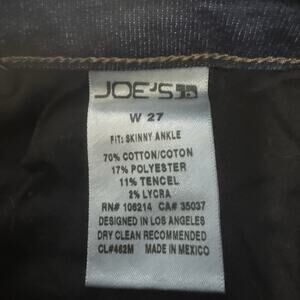 JOE'S
W 27
FIT: SKINNY ANKLE
70% COTTON/COTON
17% POLYESTER
11% TENCEL
2% LYCRA
RN# 106214 CA# 35037
DESIGNED IN LOS ANGELES
DRY CLEAN RECOMMENDED
CL#462M MADE IN MEXICO